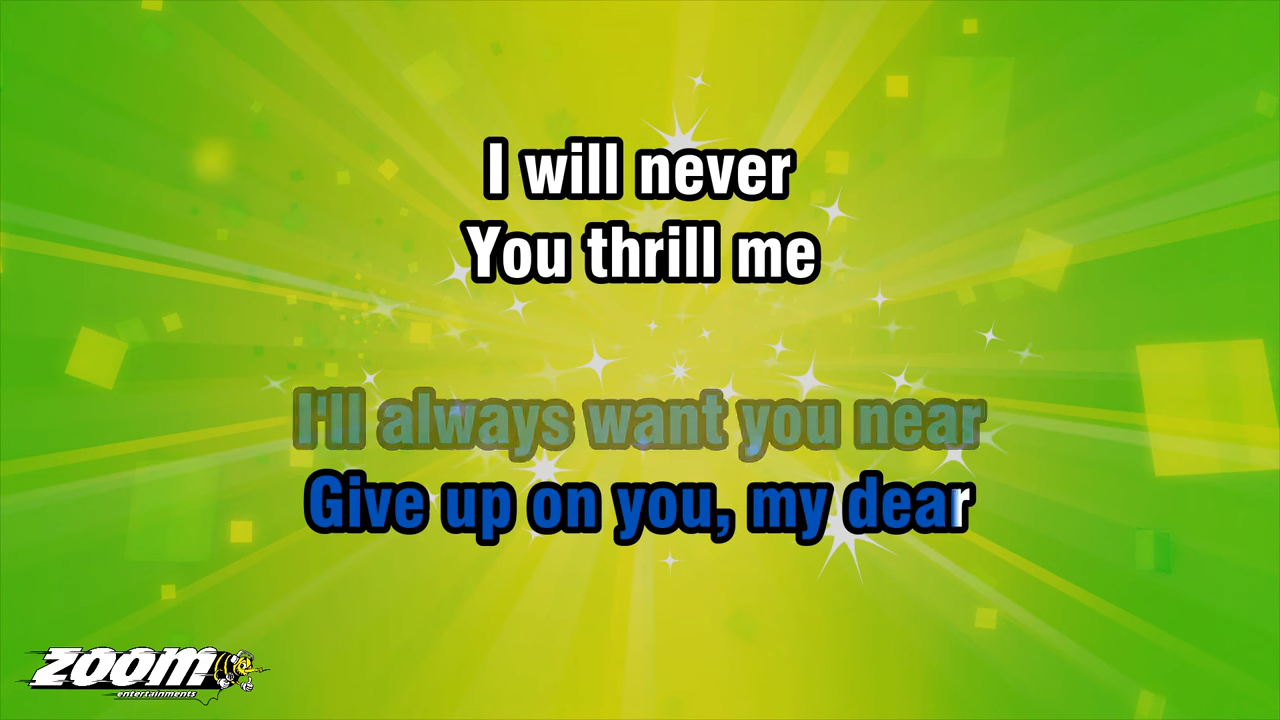 I will never
You thrill me
I'll always want you near
Give up on you, my dear
zoom
entertainments